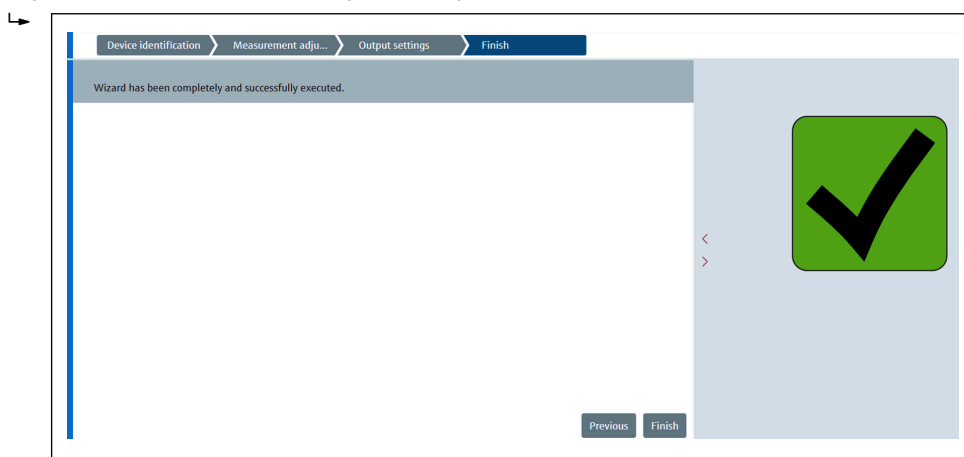 Device identification
Measurement adju...
Output settings
Finish
Wizard has been completely and successfully executed.
Previous
Finish